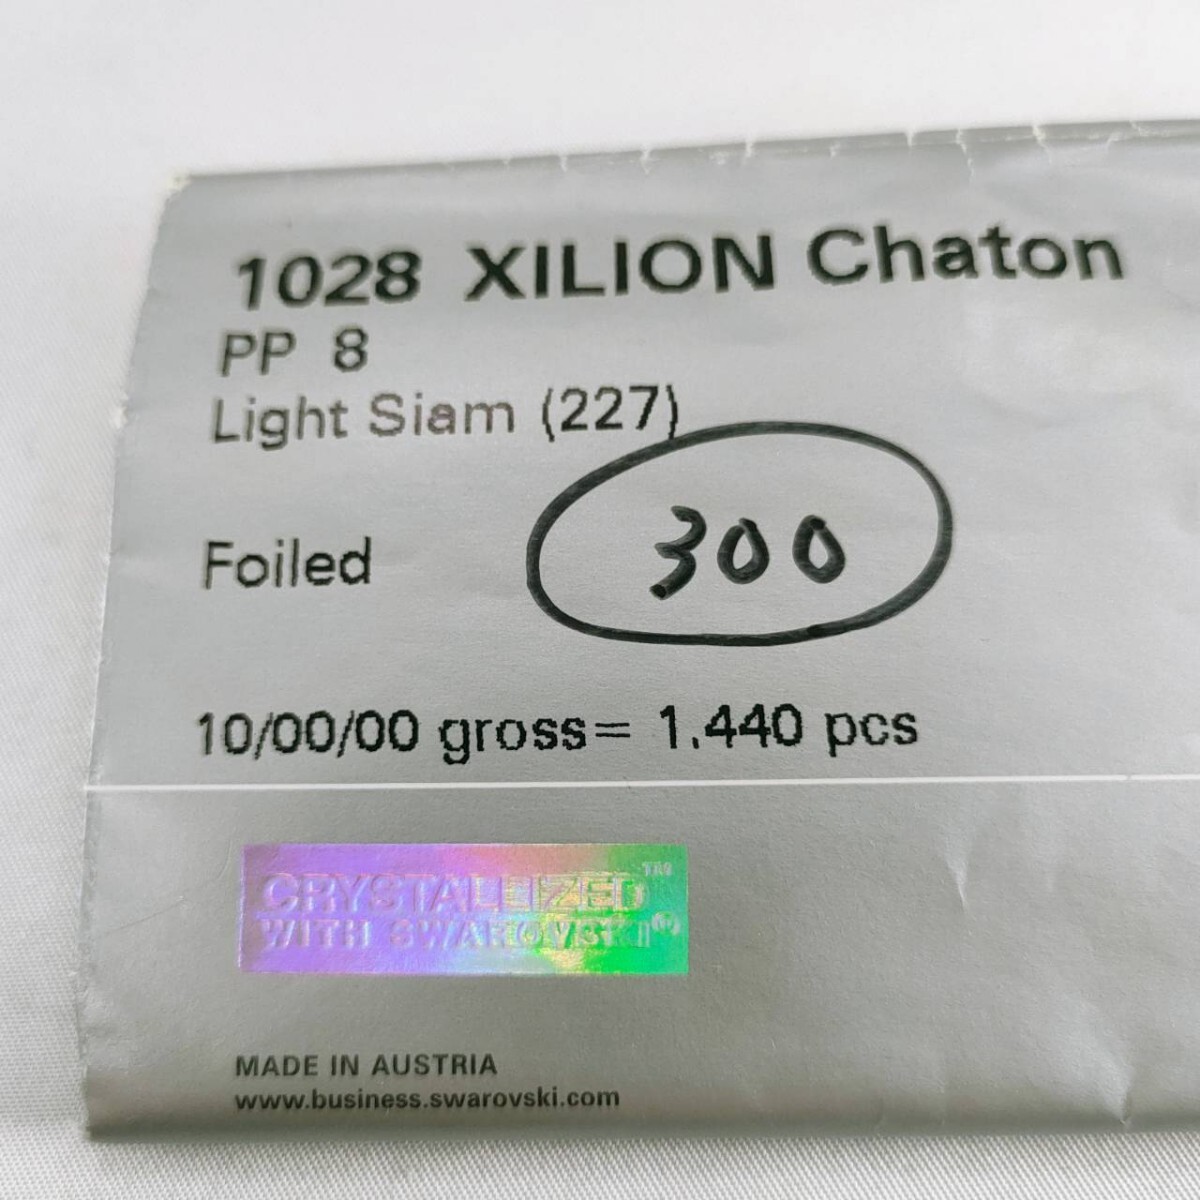 1028 XILION Chaton
PP 8
Light Siam (227)
300
Foiled
10/00/00 gross= 1.440 pcs
CRYSTALLIZED™
WITH SWAROVSKI®
MADE IN AUSTRIA
www.business.swarovski.com